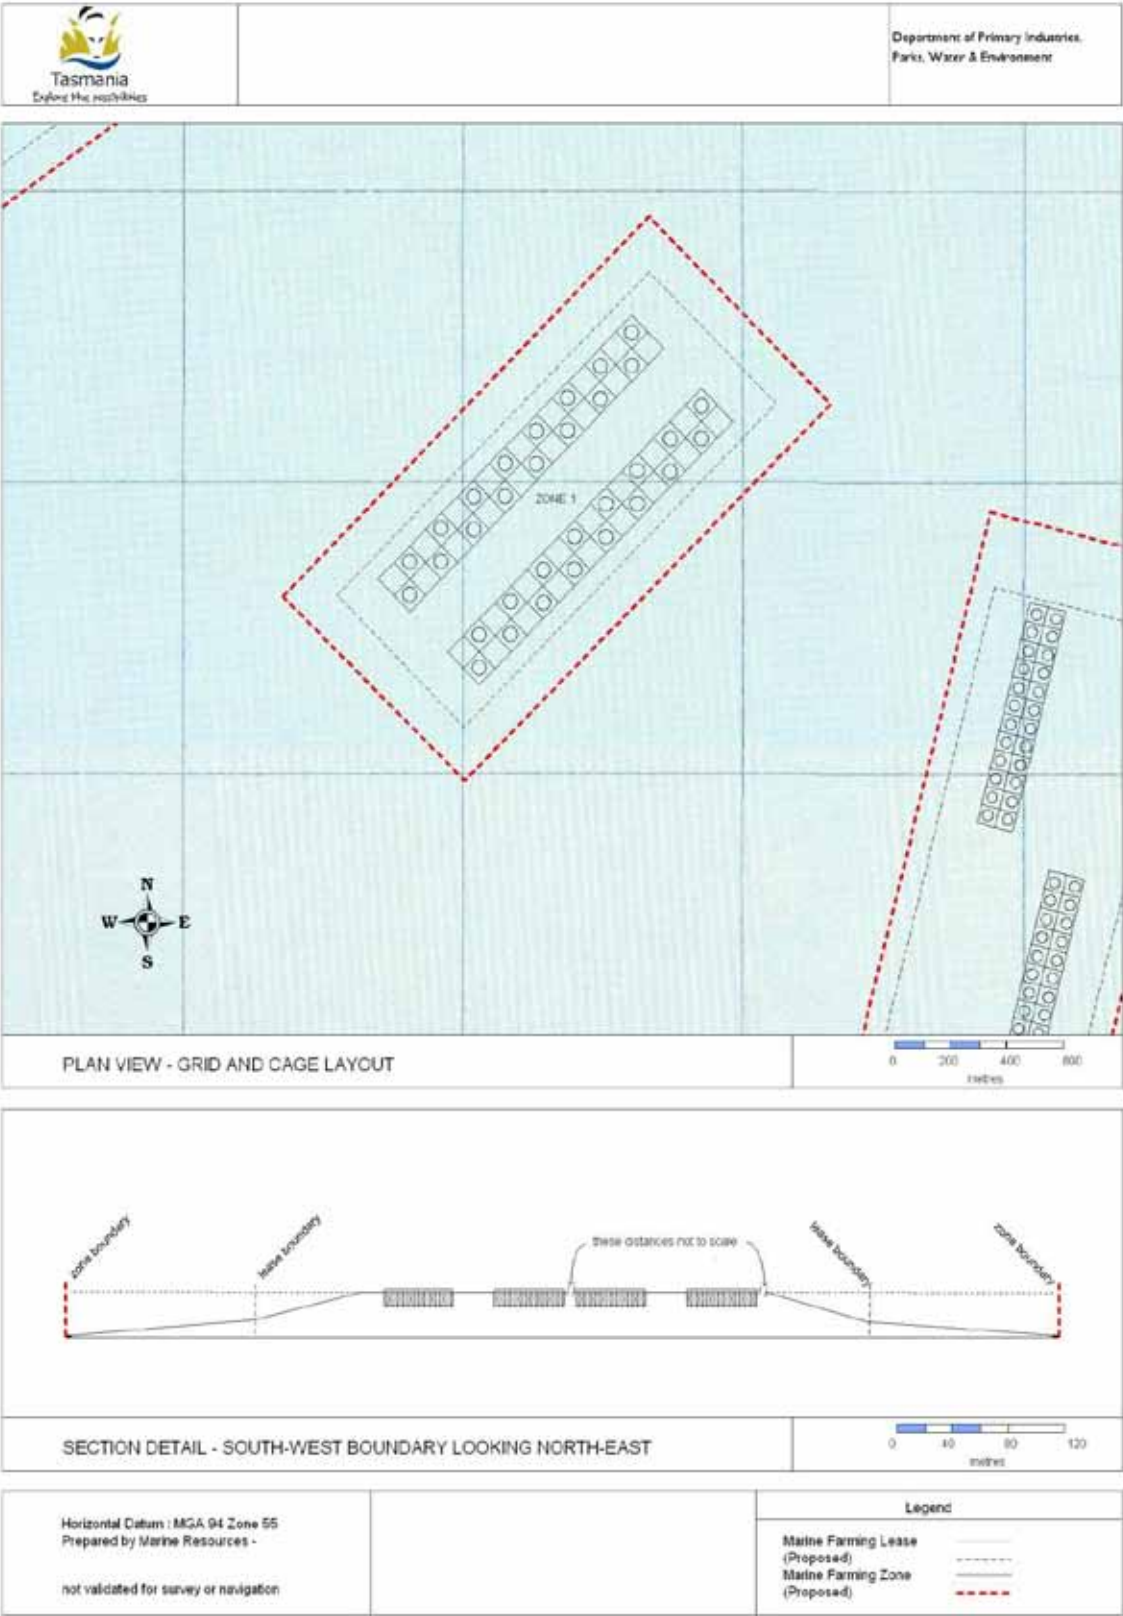 Tasmania
Explore the possibilities
Department of Primary Industries,
Parks, Water & Environment
ZONE 1
N
W E
S
PLAN VIEW - GRID AND CAGE LAYOUT
0 200 400 600
metres
zone boundary
lease boundary
these distances not to scale
lease boundary
zone boundary
SECTION DETAIL - SOUTH-WEST BOUNDARY LOOKING NORTH-EAST
0 40 80 120
metres
Horizontal Datum : MGA 94 Zone 55
Prepared by Marine Resources -
not validated for survey or navigation
Legend
Marine Farming Lease
(Proposed)
Marine Farming Zone
(Proposed)